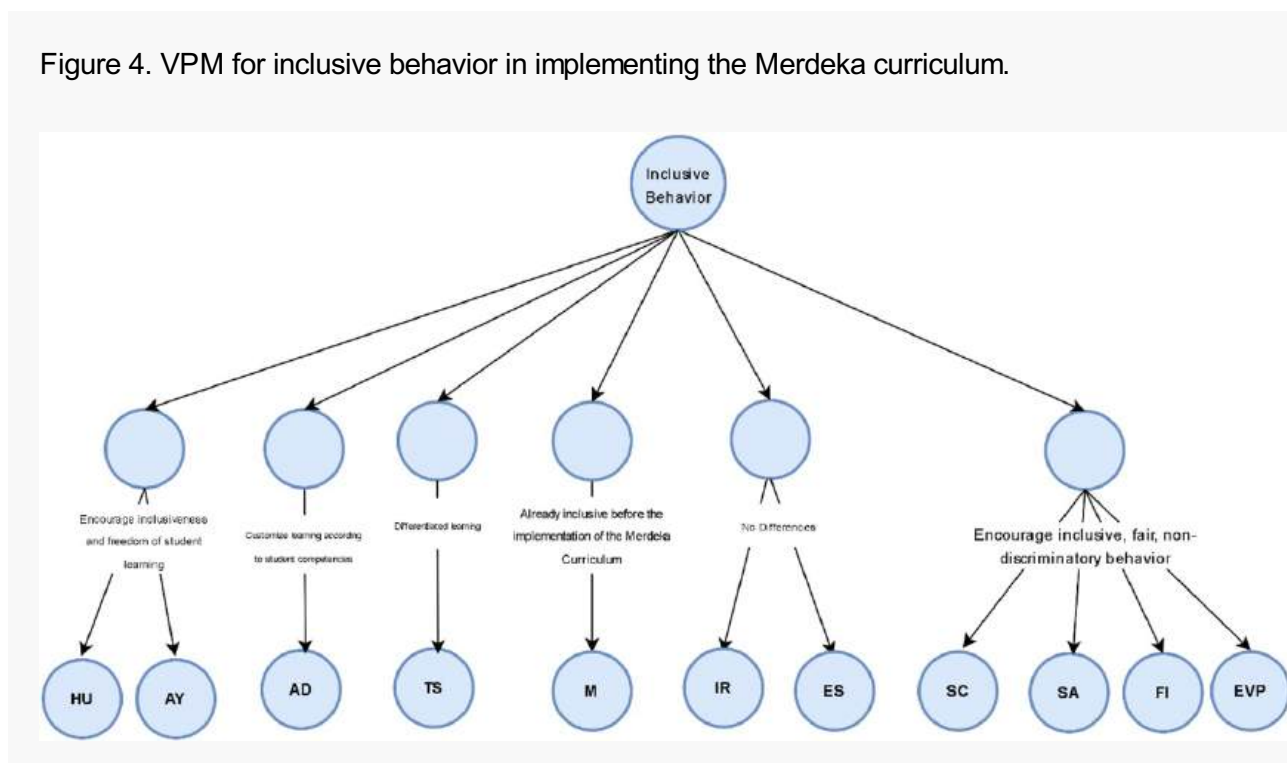 Figure 4. VPM for inclusive behavior in implementing the Merdeka curriculum.
Inclusive
Behavior
Encourage inclusiveness
and freedom of student
learning
Customize learning according
to student competencies
Differentiated learning
Already inclusive before the
implementation of the Merdeka
Curriculum
No Differences
Encourage inclusive, fair, non-
discriminatory behavior
HU
AY
AD
TS
M
IR
ES
SC
SA
FI
EVP